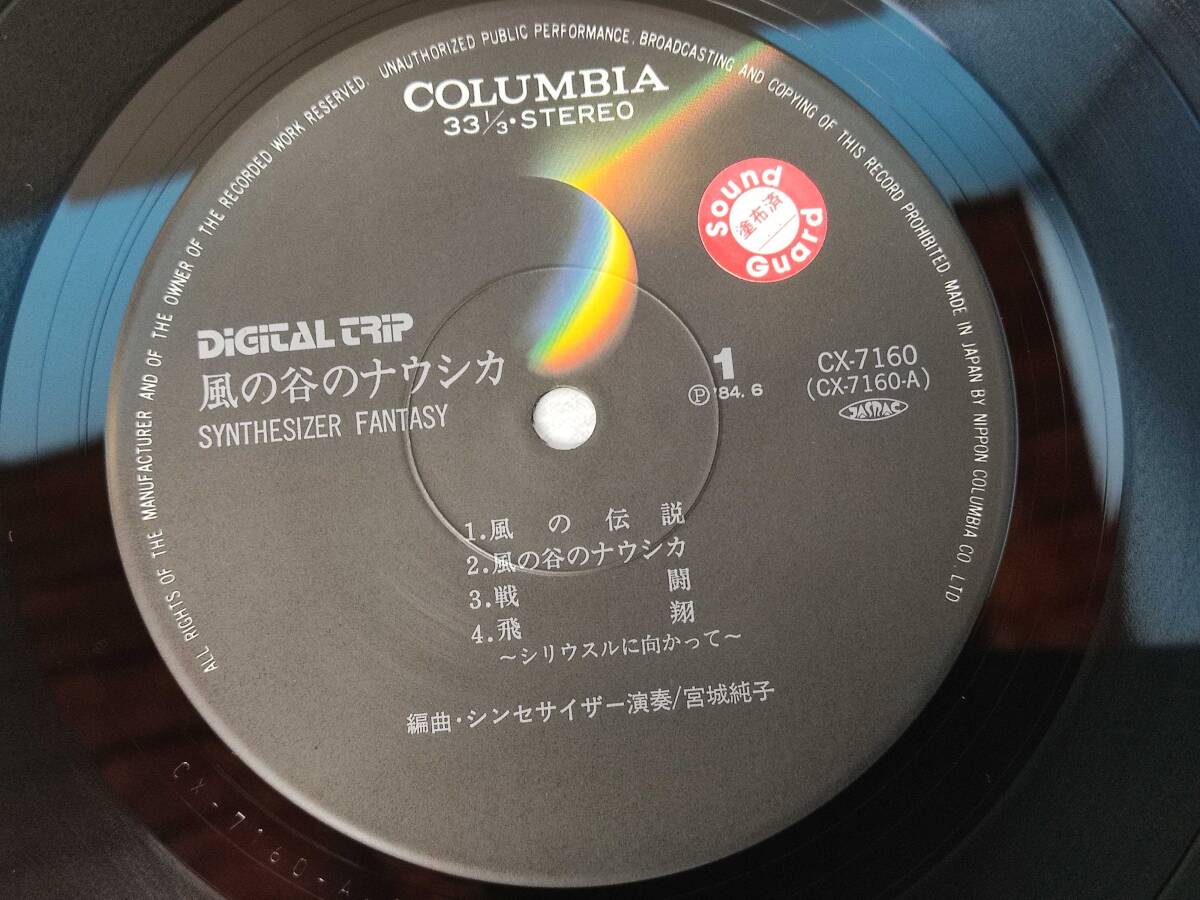 ALL RIGHTS OF THE MANUFACTURER AND OF THE OWNER OF THE RECORDED WORK RESERVED. UNAUTHORIZED PUBLIC PERFORMANCE, BROADCASTING AND COPYING OF THIS RECORD PROHIBITED. MADE IN JAPAN BY NIPPON COLUMBIA CO., LTD
COLUMBIA
33 1/3・STEREO
Sound
塗布済
Guard
DiGiTAL TRiP
風の谷のナウシカ
SYNTHESIZER FANTASY
1
Ⓟ '84. 6
CX-7160
(CX-7160-A)
JASRAC
1.風の伝説
2.風の谷のナウシカ
3.戦闘
4.飛翔
〜シリウスルに向かって〜
編曲・シンセサイザー演奏/宮城純子
CX-7160-A